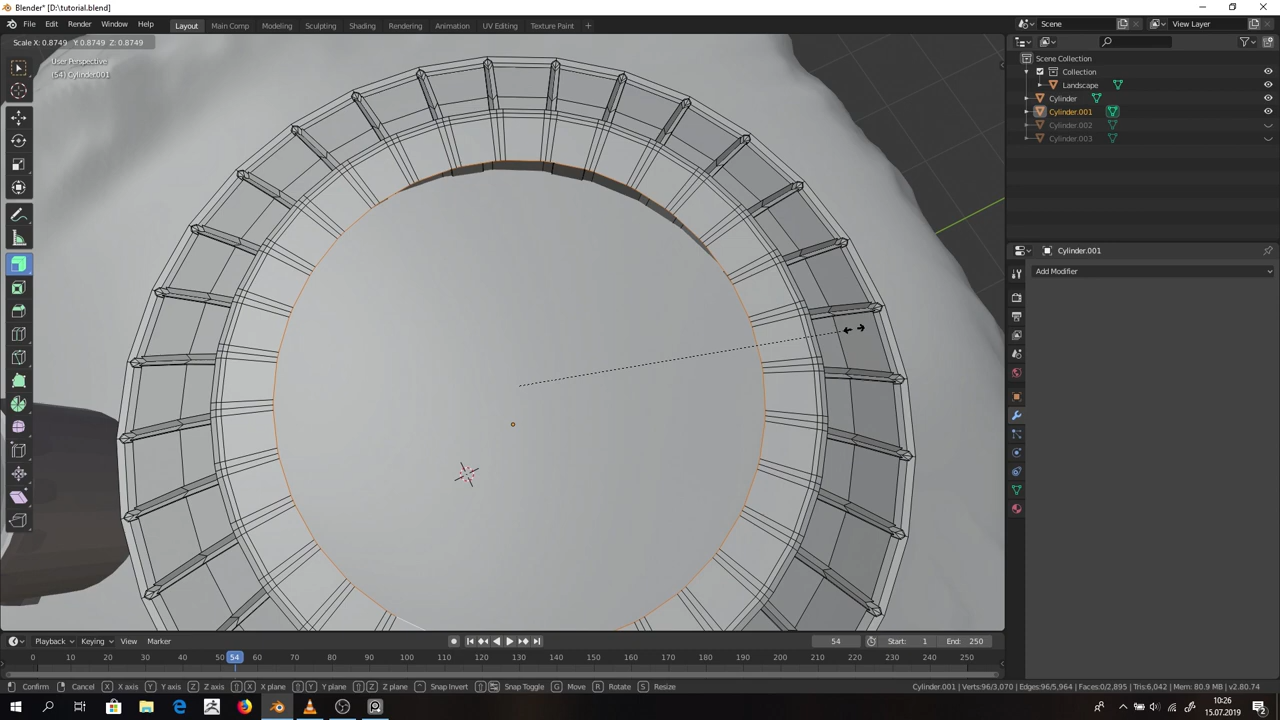 Blender* [D:\tutorial.blend]
File Edit Render Window Help Layout Main Comp Modeling Sculpting Shading Rendering Animation UV Editing Texture Paint + Scene View Layer
Scale X: 0.8749 Y: 0.8749 Z: 0.8749
User Perspective
(54) Cylinder.001
Scene Collection
Collection
Landscape
Cylinder
Cylinder.001
Cylinder.002
Cylinder.003
Cylinder.001
Add Modifier
Playback Keying View Marker 54 Start: 1 End: 250
0 10 20 30 40 50 54 60 70 80 90 100 110 120 130 140 150 160 170 180 190 200 210 220 230 240 250
Confirm Cancel X X axis Y Y axis Z Z axis X X plane Y Y plane Z Z plane Snap Invert Snap Toggle G Move R Rotate S Resize Cylinder.001 | Verts:96/3,070 | Edges:96/5,964 | Faces:0/2,895 | Tris:6,042 | Mem: 80.9 MB | v2.80.74
10:26
15.07.2019